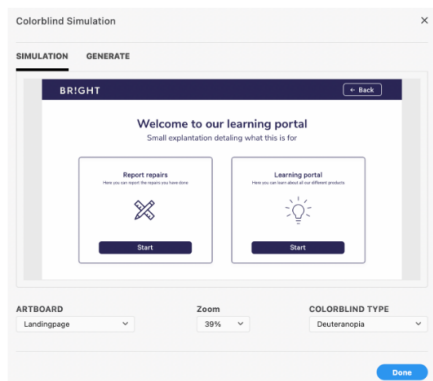 Colorblind Simulation ×
SIMULATION GENERATE
BR!GHT ← Back
Welcome to our learning portal
Small explantation detaling what this is for
Report repairs
Here you can report the repairs you have done
Learning portal
Here you can learn about all our different products
Start Start
ARTBOARD Zoom COLORBLIND TYPE
Landingpage 39% Deuteranopia
Done